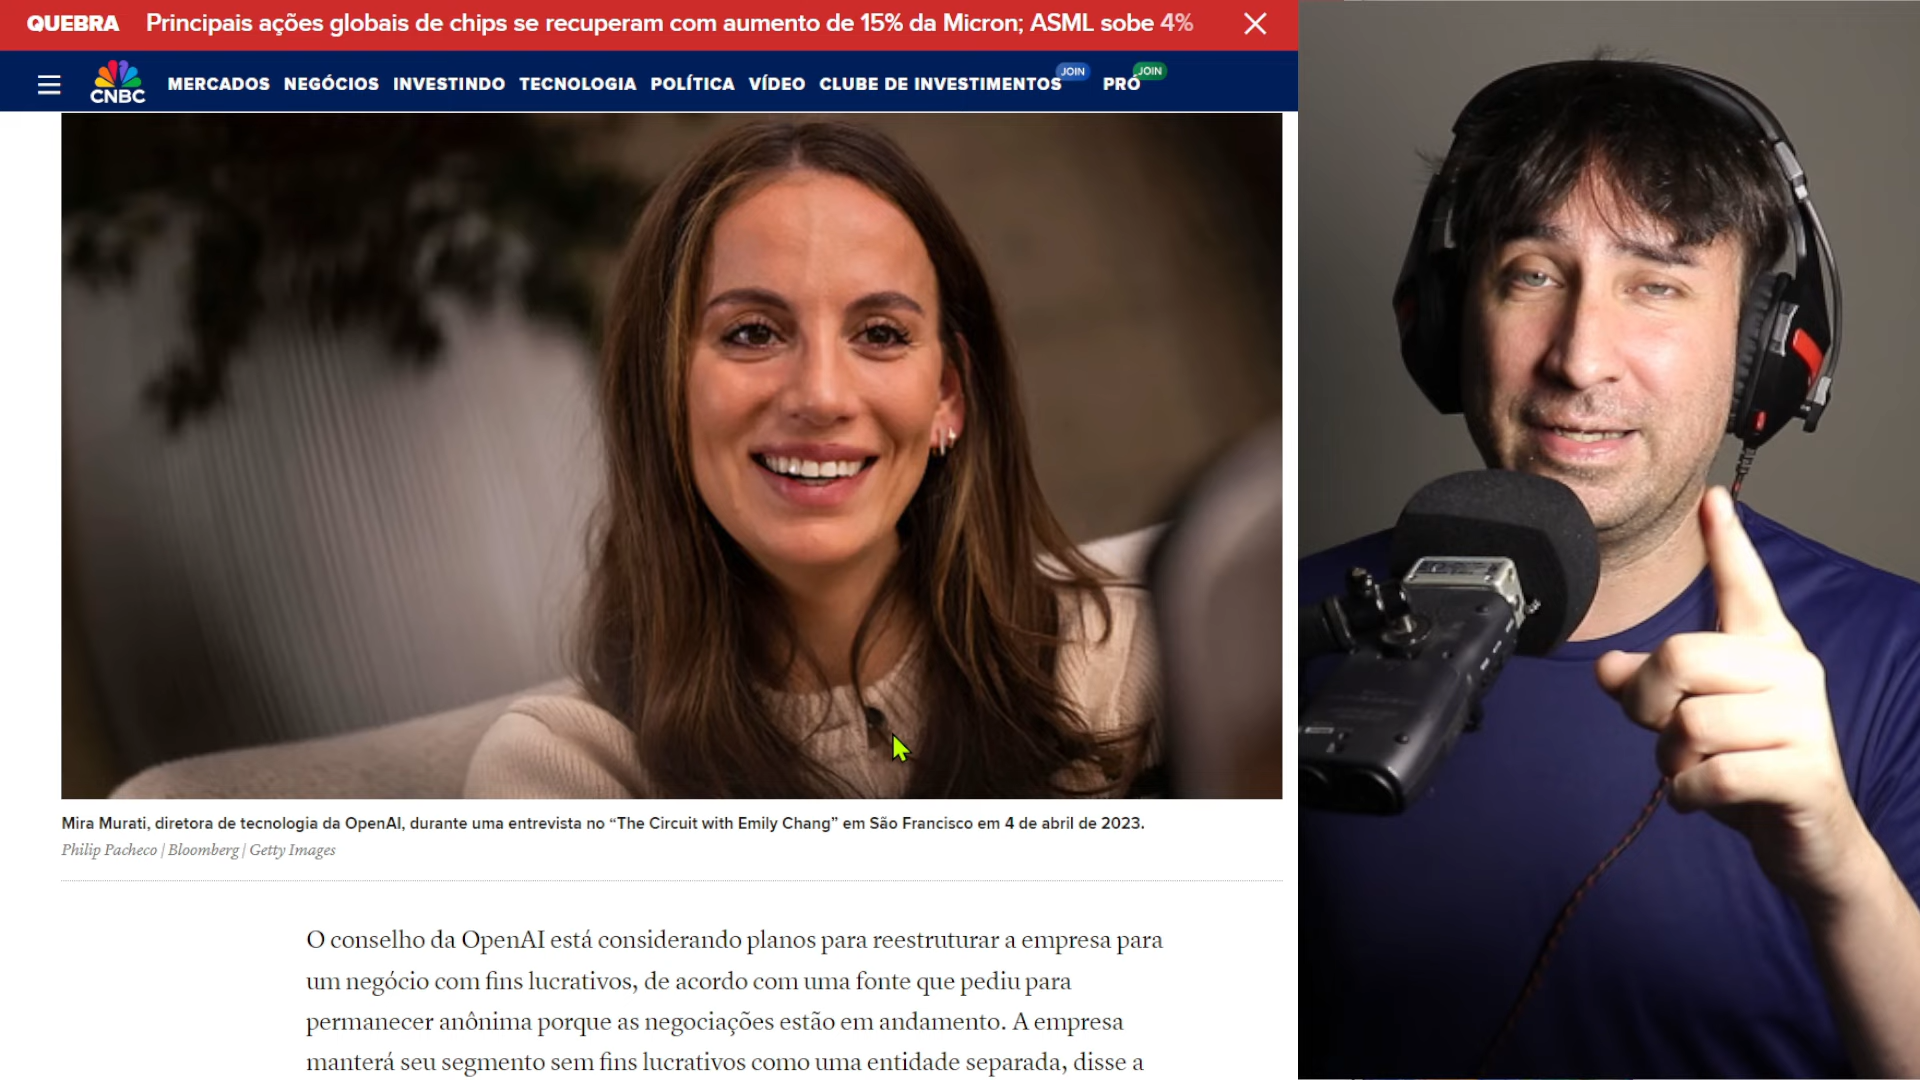 QUEBRA Principais ações globais de chips se recuperam com aumento de 15% da Micron; ASML sobe 4%
CNBC MERCADOS NEGÓCIOS INVESTINDO TECNOLOGIA POLÍTICA VÍDEO CLUBE DE INVESTIMENTOS JOIN PRÓ JOIN
Mira Murati, diretora de tecnologia da OpenAI, durante uma entrevista no “The Circuit with Emily Chang” em São Francisco em 4 de abril de 2023.
Philip Pacheco | Bloomberg | Getty Images
O conselho da OpenAI está considerando planos para reestruturar a empresa para
um negócio com fins lucrativos, de acordo com uma fonte que pediu para
permanecer anônima porque as negociações estão em andamento. A empresa
manterá seu segmento sem fins lucrativos como uma entidade separada, disse a